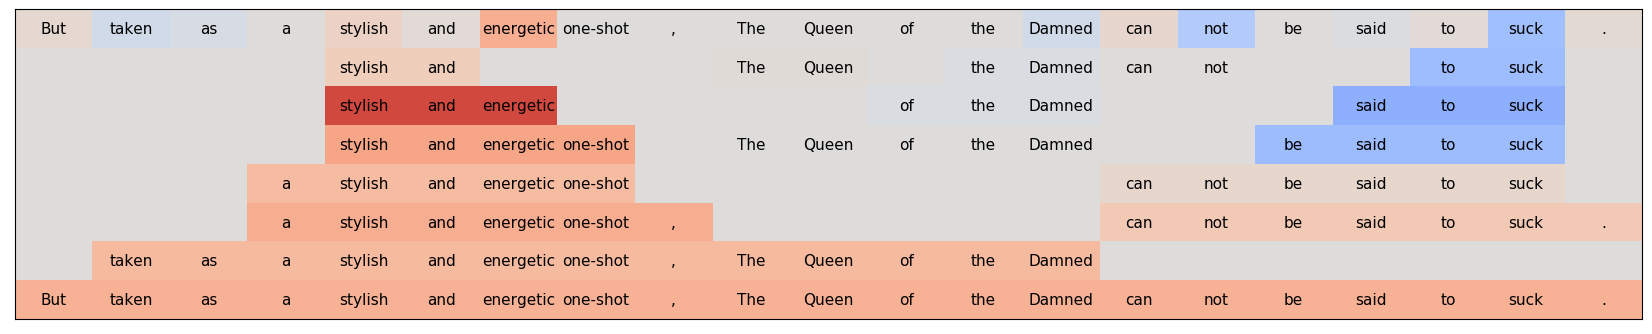 But taken as a stylish and energetic one-shot , The Queen of the Damned can not be said to suck .
stylish and The Queen the Damned can not to suck
stylish and energetic of the Damned said to suck
stylish and energetic one-shot The Queen of the Damned be said to suck
a stylish and energetic one-shot can not be said to suck
a stylish and energetic one-shot , can not be said to suck .
taken as a stylish and energetic one-shot , The Queen of the Damned
But taken as a stylish and energetic one-shot , The Queen of the Damned can not be said to suck .